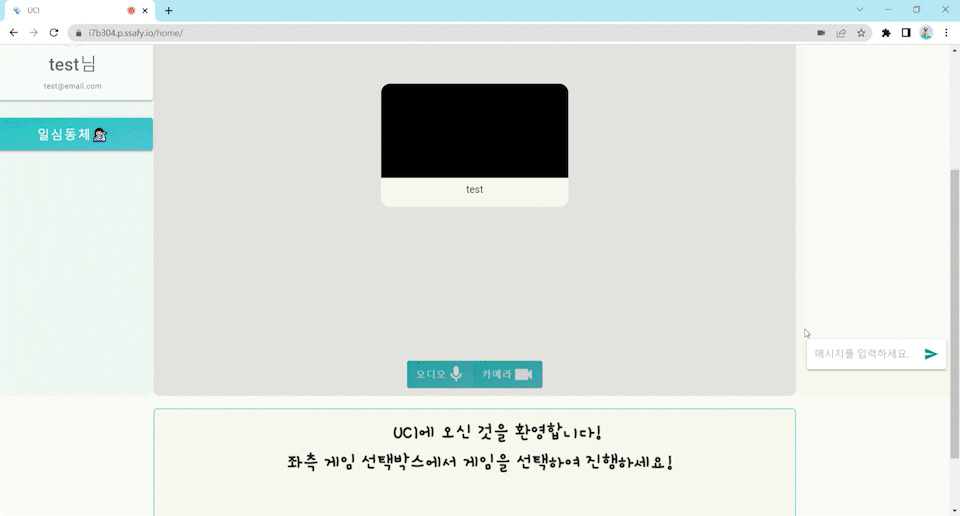 UCI
i7b304.p.ssafy.io/home/
test님
test@email.com
일심동체
test
메시지를 입력하세요.
오디오
카메라
UCI에 오신 것을 환영합니다!
좌측 게임 선택박스에서 게임을 선택하여 진행하세요!